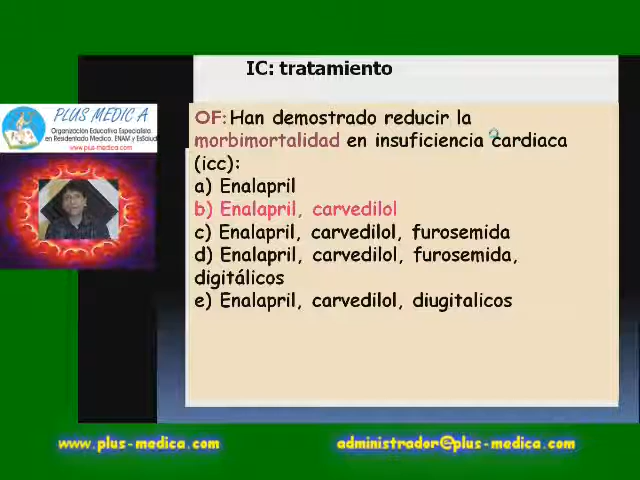 IC: tratamiento
PLUS MEDIC A
Organización Educativa Especialista
en Residentado Medico, ENAM y EsSalud
www.plus-medica.com
OF: Han demostrado reducir la
morbimortalidad en insuficiencia cardiaca
(icc):
a) Enalapril
b) Enalapril, carvedilol
c) Enalapril, carvedilol, furosemida
d) Enalapril, carvedilol, furosemida,
digitálicos
e) Enalapril, carvedilol, diugitalicos
www.plus-medica.com
administrador@plus-medica.com